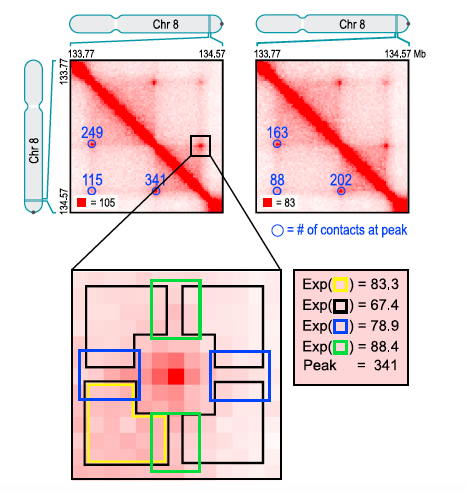 Chr 8
Chr 8
133.77
134.57
133.77
134.57 Mb
133.77
Chr 8
134.57
249
115
341
= 105
163
88
202
= 83
= # of contacts at peak
Exp( ) = 83.3
Exp( ) = 67.4
Exp( ) = 78.9
Exp( ) = 88.4
Peak = 341